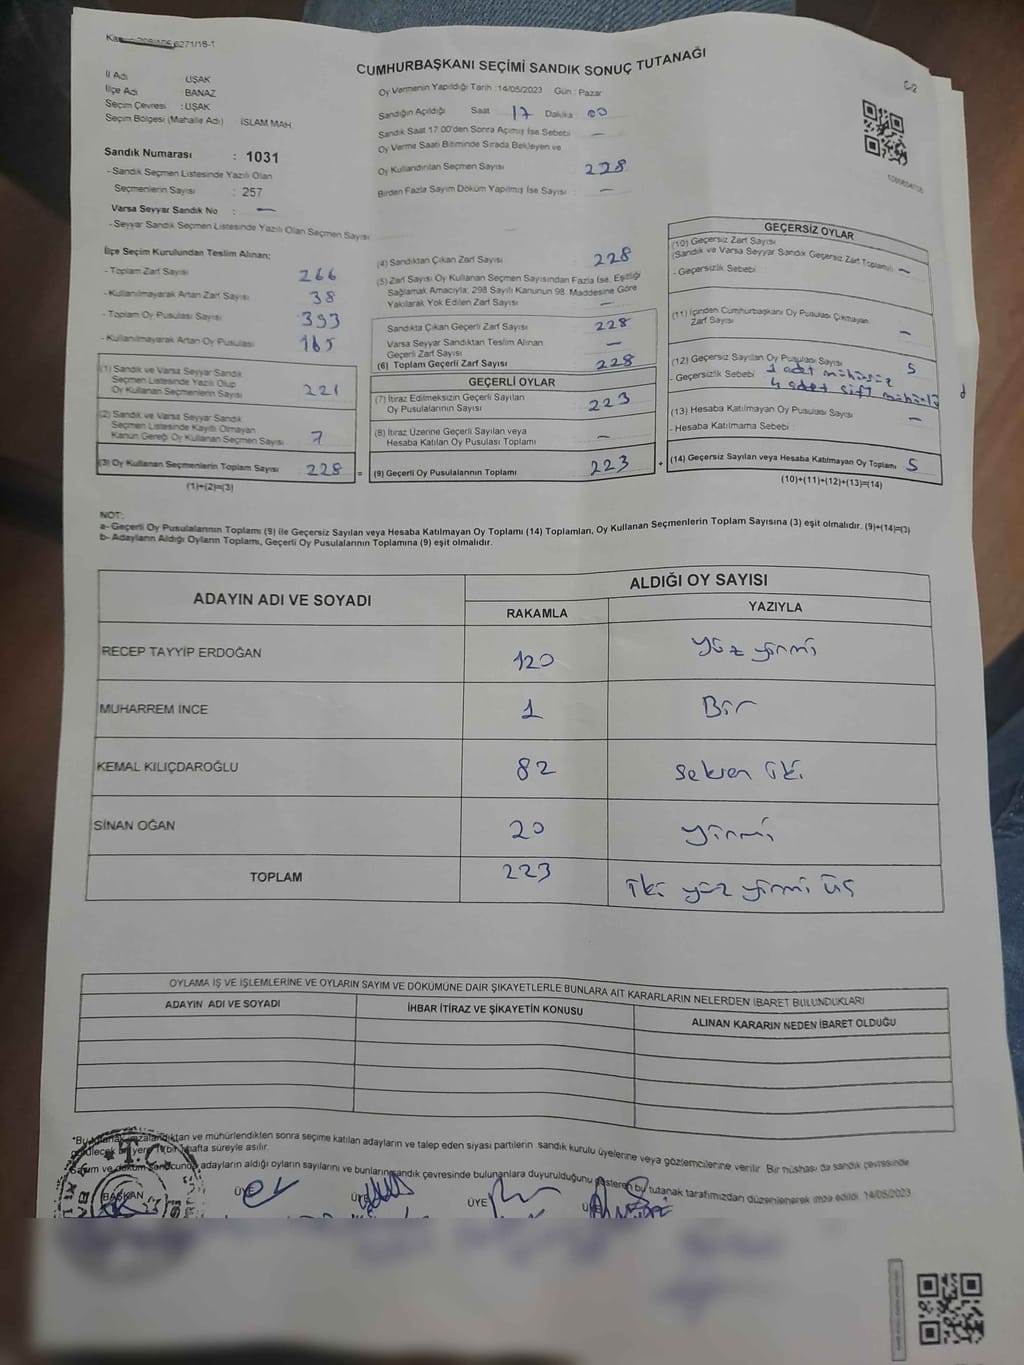 6271/18-1
CUMHURBAŞKANI SEÇİMİ SANDIK SONUÇ TUTANAĞI
C2
İl Adı UŞAK
İlçe Adı BANAZ
Seçim Çevresi : UŞAK
Seçim Bölgesi (Mahalle Adı) İSLAM MAH.
Sandık Numarası : 1031
- Sandık Seçmen Listesinde Yazılı Olan
Seçmenlerin Sayısı : 257
Varsa Seyyar Sandık No : —
- Seyyar Sandık Seçmen Listesinde Yazılı Olan Seçmen Sayısı
Oy Vermenin Yapıldığı Tarih : 14/05/2023 Gün : Pazar
Sandığın Açıldığı Saat 17 Dakika : 00
Sandık Saat 17.00'den Sonra Açılmış İse Sebebi —
Oy Verme Saati Bitiminde Sırada Bekleyen ve
Oy Kullandırılan Seçmen Sayısı 228
Birden Fazla Sayım Döküm Yapılmış İse Sayısı : —
İlçe Seçim Kurulundan Teslim Alınan;
- Toplam Zarf Sayısı 266
- Kullanılmayarak Artan Zarf Sayısı 38
- Toplam Oy Pusulası Sayısı 393
- Kullanılmayarak Artan Oy Pusulası 165
(1) Sandık ve Varsa Seyyar Sandık
Seçmen Listesinde Yazılı Olup
Oy Kullanan Seçmenlerin Sayısı 221
(2) Sandık ve Varsa Seyyar Sandık
Seçmen Listesinde Kayıtlı Olmayan
Kanun Gereği Oy Kullanan Seçmen Sayısı 7
(3) Oy Kullanan Seçmenlerin Toplam Sayısı 228 =
(1)+(2)=(3)
(4) Sandıktan Çıkan Zarf Sayısı 228
(5) Zarf Sayısı Oy Kullanan Seçmen Sayısından Fazla İse, Eşitliği
Sağlamak Amacıyla; 298 Sayılı Kanunun 98. Maddesine Göre
Yakılarak Yok Edilen Zarf Sayısı —
Sandıkta Çıkan Geçerli Zarf Sayısı 228
Varsa Seyyar Sandıktan Teslim Alınan
Geçerli Zarf Sayısı —
(6) Toplam Geçerli Zarf Sayısı 228
GEÇERLİ OYLAR
(7) İtiraz Edilmeksizin Geçerli Sayılan
Oy Pusulalarının Sayısı 223
(8) İtiraz Üzerine Geçerli Sayılan veya
Hesaba Katılan Oy Pusulası Toplamı —
(9) Geçerli Oy Pusulalarının Toplamı 223 +
GEÇERSİZ OYLAR
(10) Geçersiz Zarf Sayısı
(Sandık ve Varsa Seyyar Sandık Geçersiz Zarf Toplamı) —
- Geçersizlik Sebebi
(11) İçinden Cumhurbaşkanı Oy Pusulası Çıkmayan
Zarf Sayısı —
(12) Geçersiz Sayılan Oy Pusulası Sayısı 5
- Geçersizlik Sebebi 1 adet mühürsüz
4 adet çift mühürlü
(13) Hesaba Katılmayan Oy Pusulası Sayısı —
- Hesaba Katılmama Sebebi
(14) Geçersiz Sayılan veya Hesaba Katılmayan Oy Toplamı 5
(10)+(11)+(12)+(13)=(14)
NOT:
a- Geçerli Oy Pusulalarının Toplamı (9) ile Geçersiz Sayılan veya Hesaba Katılmayan Oy Toplamı (14) Toplamları, Oy Kullanan Seçmenlerin Toplam Sayısına (3) eşit olmalıdır. (9)+(14)=(3)
b- Adayların Aldığı Oyların Toplamı, Geçerli Oy Pusulalarının Toplamına (9) eşit olmalıdır.
ADAYIN ADI VE SOYADI ALDIĞI OY SAYISI
RAKAMLA YAZIYLA
RECEP TAYYİP ERDOĞAN 120 yüz yirmi
MUHARREM İNCE 1 Bir
KEMAL KILIÇDAROĞLU 82 seksen iki
SİNAN OĞAN 20 yirmi
TOPLAM 223 iki yüz yirmi üç
OYLAMA İŞ VE İŞLEMLERİNE VE OYLARIN SAYIM VE DÖKÜMÜNE DAİR ŞİKAYETLERLE BUNLARA AİT KARARLARIN NELERDEN İBARET BULUNDUKLARI
ADAYIN ADI VE SOYADI İHBAR İTİRAZ VE ŞİKAYETİN KONUSU ALINAN KARARIN NEDEN İBARET OLDUĞU
*Bu tutanak imzalandıktan ve mühürlendikten sonra seçime katılan adayların ve talep eden siyasi partilerin sandık kurulu üyelerine veya gözlemcilerine verilir. Bir nüshası da sandık çevresinde
yere bir hafta süreyle asılır.
Sayım ve döküm sonucunda adayların aldığı oyların sayılarını ve bunların sandık çevresinde bulunanlara duyurulduğunu gösteren bu tutanak tarafımızdan düzenlenerek imza edildi. 14/05/2023
T.C.
BAŞKAN ÜYE ÜYE ÜYE